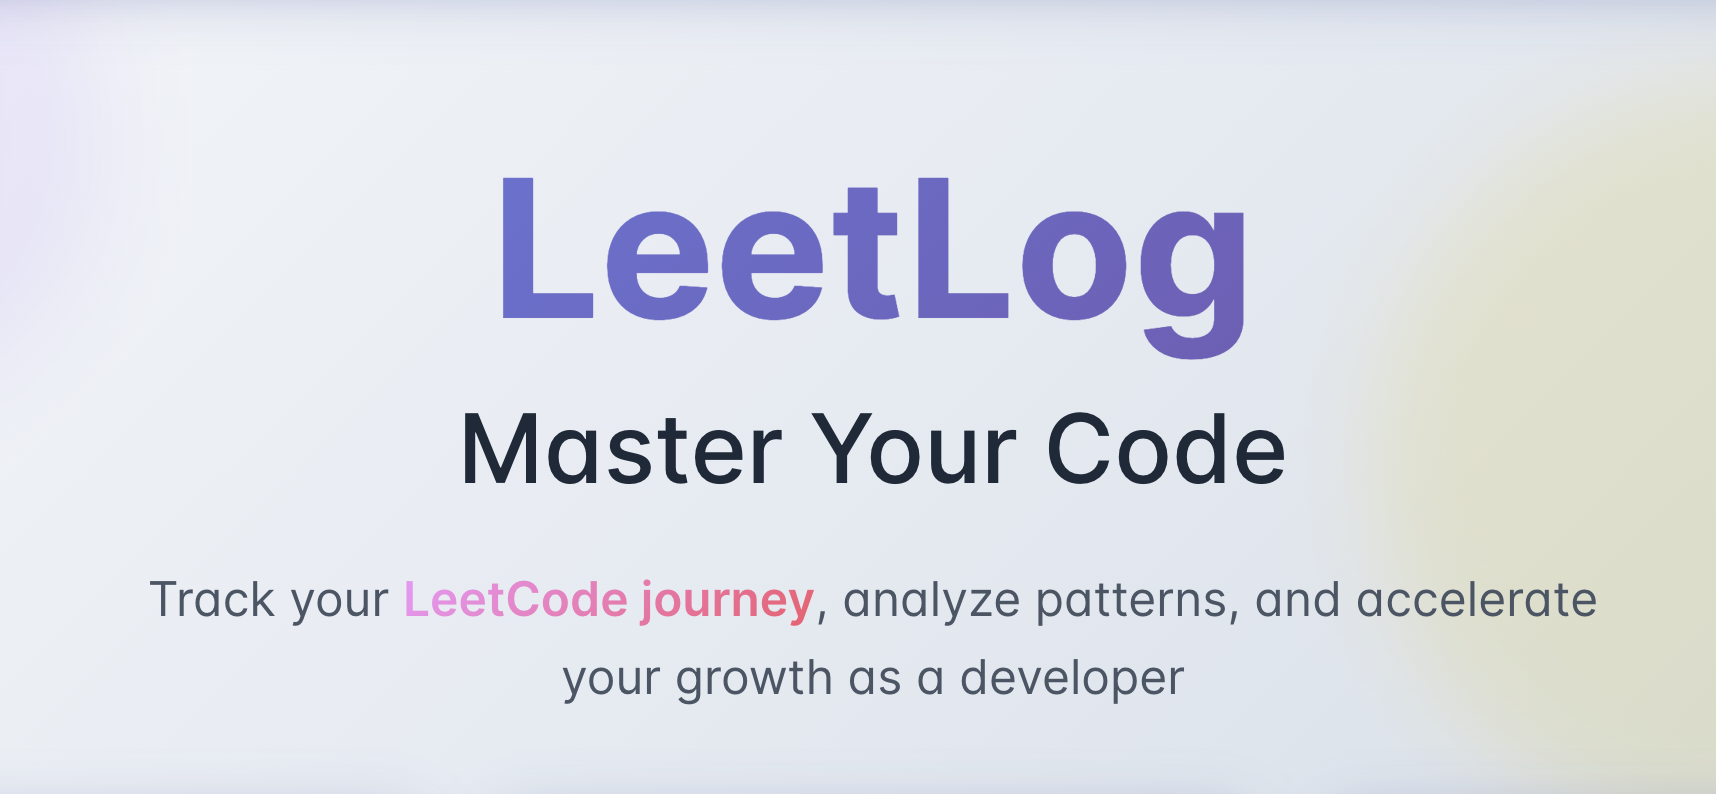 LeetLog
Master Your Code
Track your LeetCode journey, analyze patterns, and accelerate
your growth as a developer